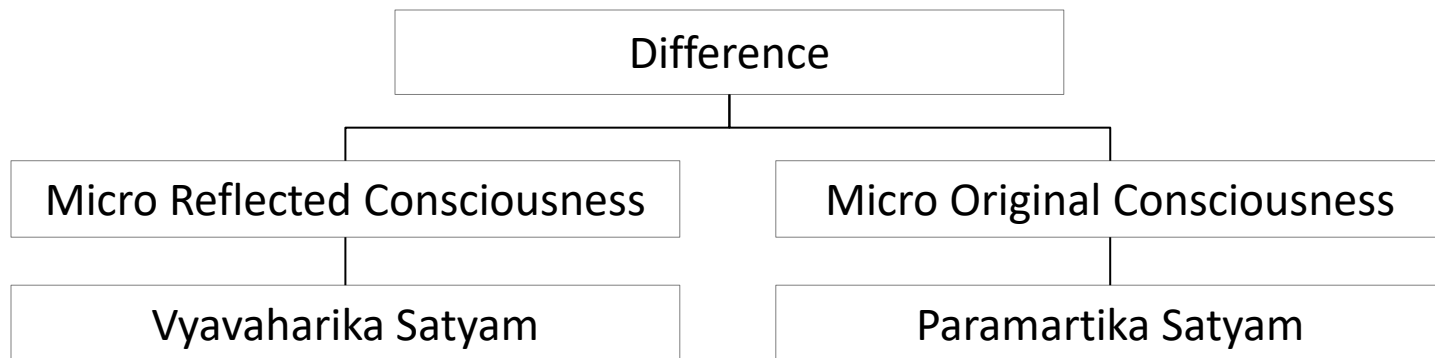 Difference
Micro Reflected Consciousness
Micro Original Consciousness
Vyavaharika Satyam
Paramartika Satyam